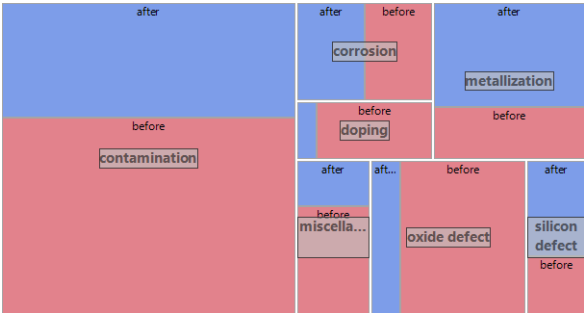 after
before
contamination
after
before
corrosion
before
doping
after
metallization
before
after
before
miscella...
aft...
before
oxide defect
after
silicon
defect
before